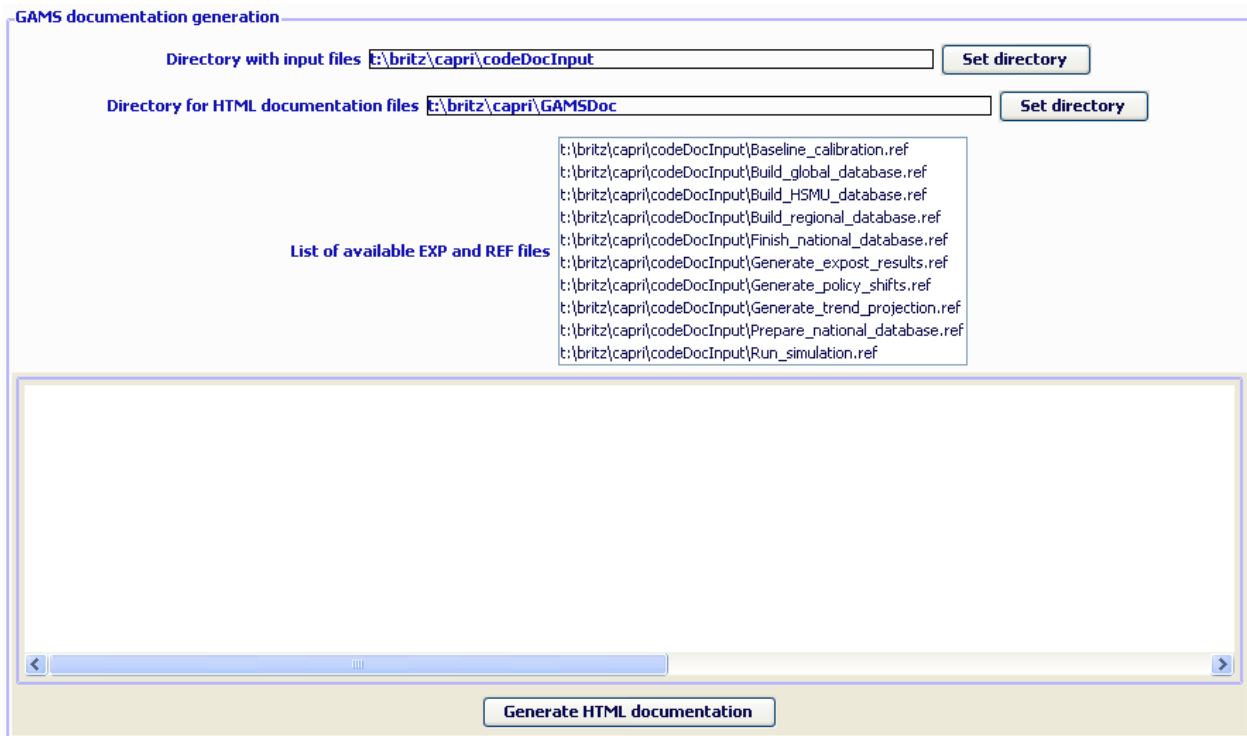 GAMS documentation generation
Directory with input files t:\britz\capri\codeDocInput Set directory
Directory for HTML documentation files t:\britz\capri\GAMSDoc Set directory
t:\britz\capri\codeDocInput\Baseline_calibration.ref
t:\britz\capri\codeDocInput\Build_global_database.ref
t:\britz\capri\codeDocInput\Build_HSMU_database.ref
t:\britz\capri\codeDocInput\Build_regional_database.ref
t:\britz\capri\codeDocInput\Finish_national_database.ref
List of available EXP and REF files
t:\britz\capri\codeDocInput\Generate_expost_results.ref
t:\britz\capri\codeDocInput\Generate_policy_shifts.ref
t:\britz\capri\codeDocInput\Generate_trend_projection.ref
t:\britz\capri\codeDocInput\Prepare_national_database.ref
t:\britz\capri\codeDocInput\Run_simulation.ref
Generate HTML documentation